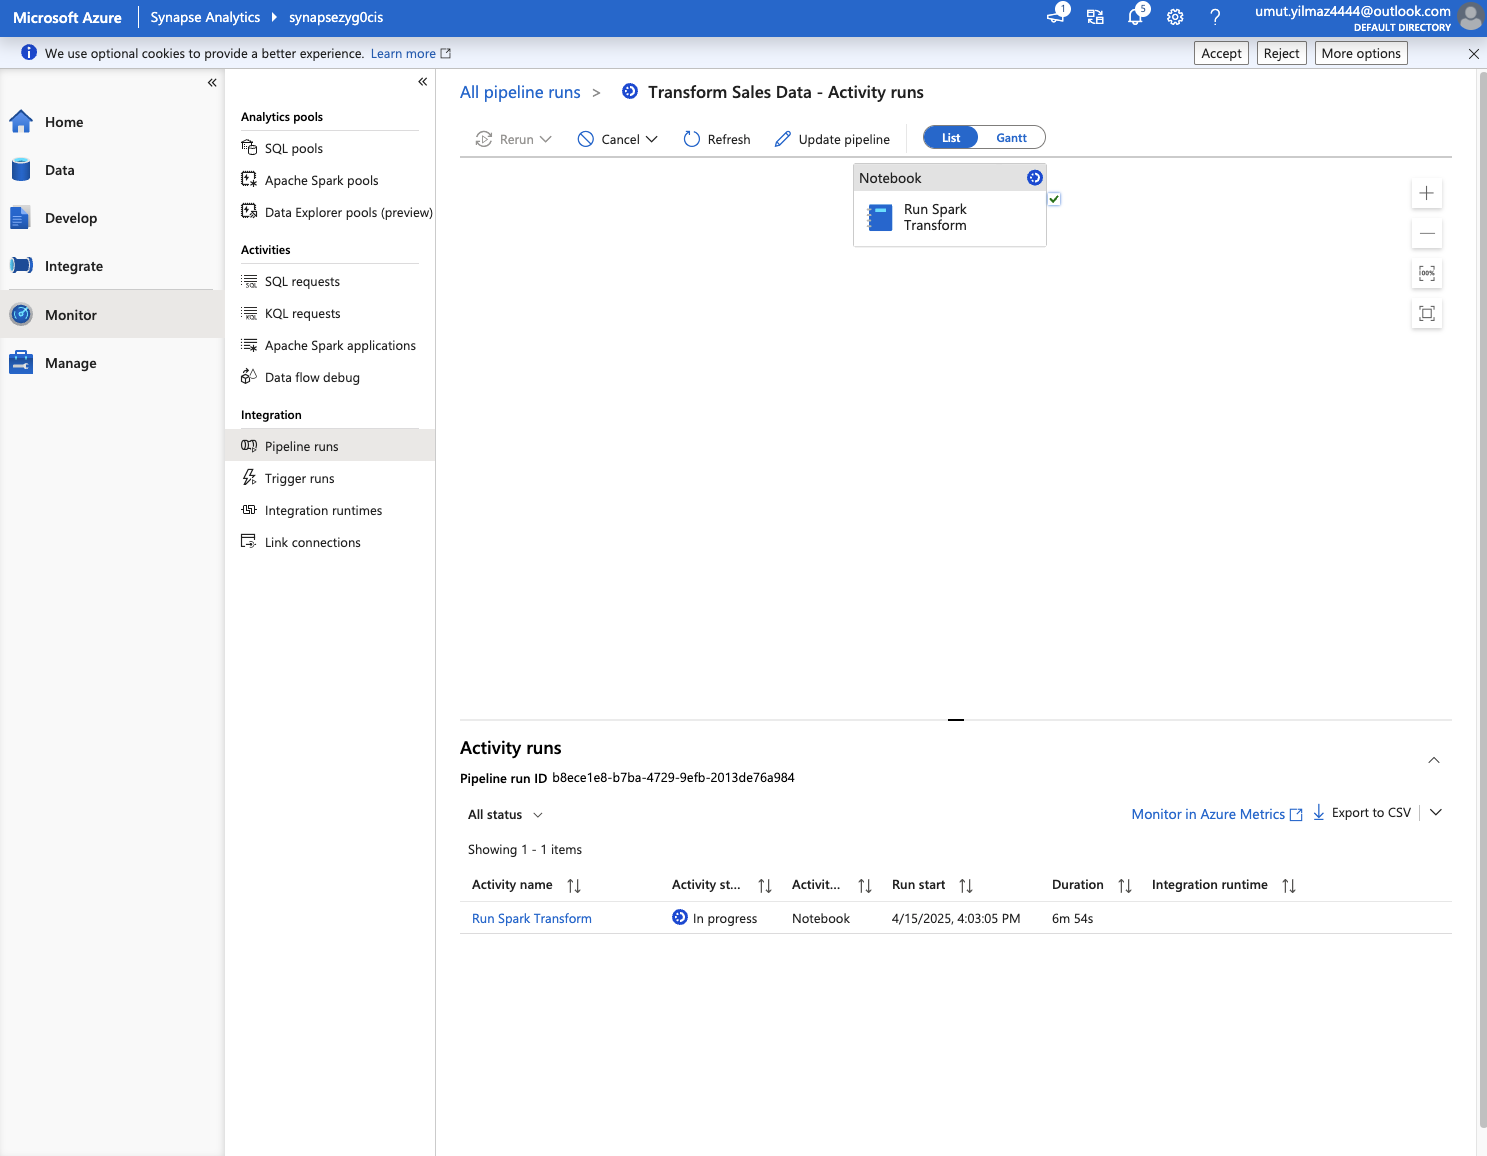 Microsoft Azure
Synapse Analytics
synapsezyg0cis
1
5
umut.yilmaz4444@outlook.com
DEFAULT DIRECTORY
We use optional cookies to provide a better experience. Learn more
Accept
Reject
More options
Home
Data
Develop
Integrate
Monitor
Manage
Analytics pools
SQL pools
Apache Spark pools
Data Explorer pools (preview)
Activities
SQL requests
KQL requests
Apache Spark applications
Data flow debug
Integration
Pipeline runs
Trigger runs
Integration runtimes
Link connections
All pipeline runs > Transform Sales Data - Activity runs
Rerun
Cancel
Refresh
Update pipeline
List
Gantt
Notebook
Run Spark
Transform
100%
Activity runs
Pipeline run ID b8ece1e8-b7ba-4729-9efb-2013de76a984
All status
Monitor in Azure Metrics
Export to CSV
Showing 1 - 1 items
Activity name
Activity st...
Activit...
Run start
Duration
Integration runtime
Run Spark Transform
In progress
Notebook
4/15/2025, 4:03:05 PM
6m 54s